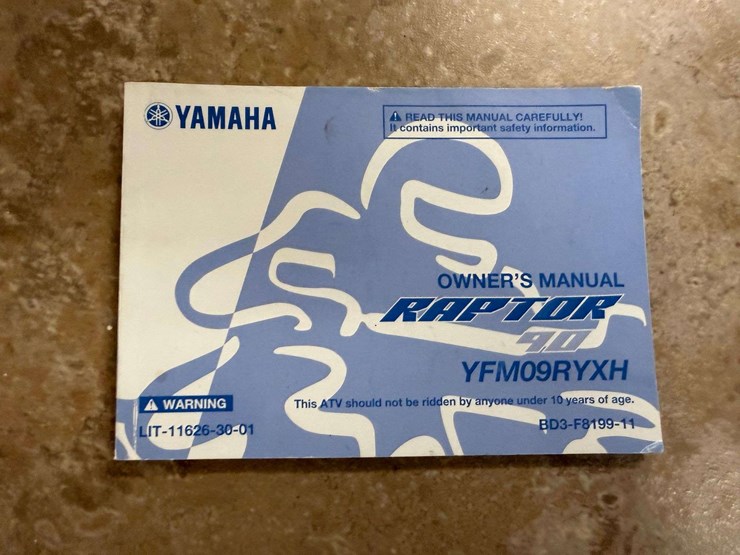 YAMAHA
READ THIS MANUAL CAREFULLY!
It contains important safety information.
OWNER'S MANUAL
RAPTOR
90
YFM09RYXH
WARNING
This ATV should not be ridden by anyone under 10 years of age.
LIT-11626-30-01
BD3-F8199-11